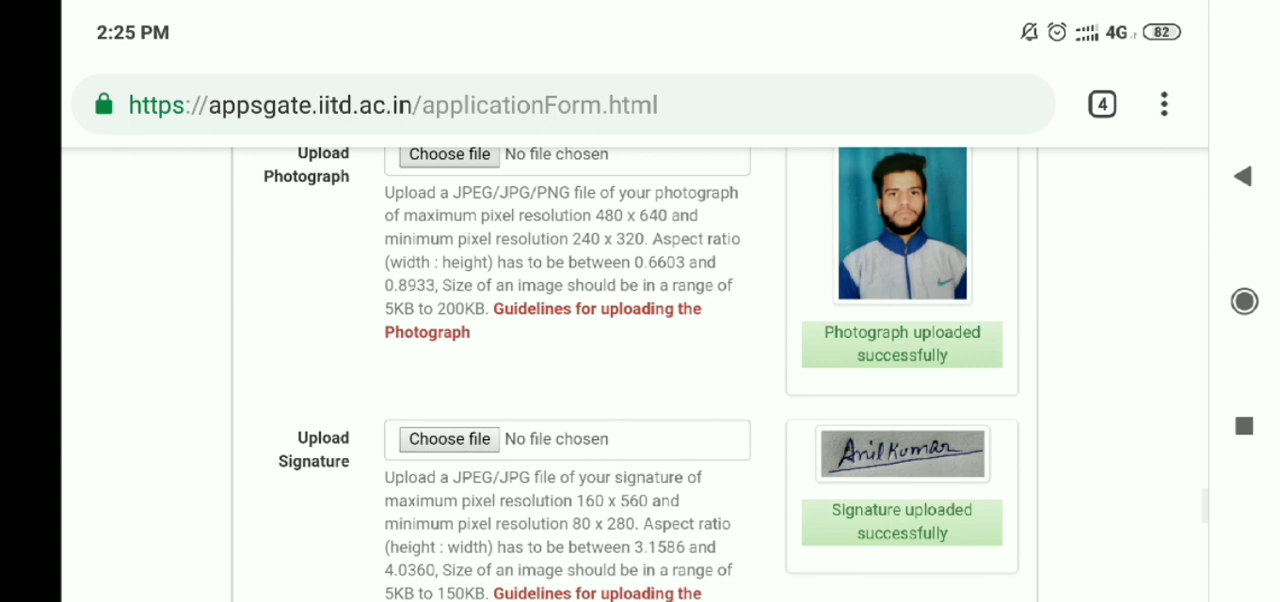 2:25 PM
4G 82
https://appsgate.iitd.ac.in/applicationForm.html
4
Upload
Photograph
Choose file No file chosen
Upload a JPEG/JPG/PNG file of your photograph
of maximum pixel resolution 480 x 640 and
minimum pixel resolution 240 x 320. Aspect ratio
(width : height) has to be between 0.6603 and
0.8933, Size of an image should be in a range of
5KB to 200KB. Guidelines for uploading the
Photograph
Photograph uploaded
successfully
Upload
Signature
Choose file No file chosen
Upload a JPEG/JPG file of your signature of
maximum pixel resolution 160 x 560 and
minimum pixel resolution 80 x 280. Aspect ratio
(height : width) has to be between 3.1586 and
4.0360, Size of an image should be in a range of
5KB to 150KB. Guidelines for uploading the
Anil Kumar
Signature uploaded
successfully